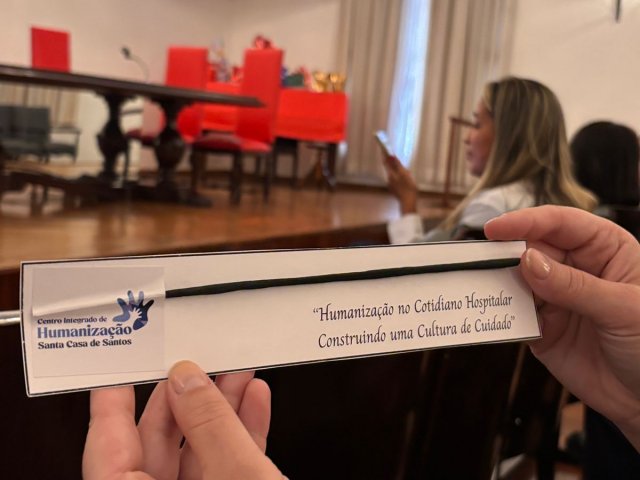 Centro Integrado de
Humanização
Santa Casa de Santos
“Humanização no Cotidiano Hospitalar
Construindo uma Cultura de Cuidado”